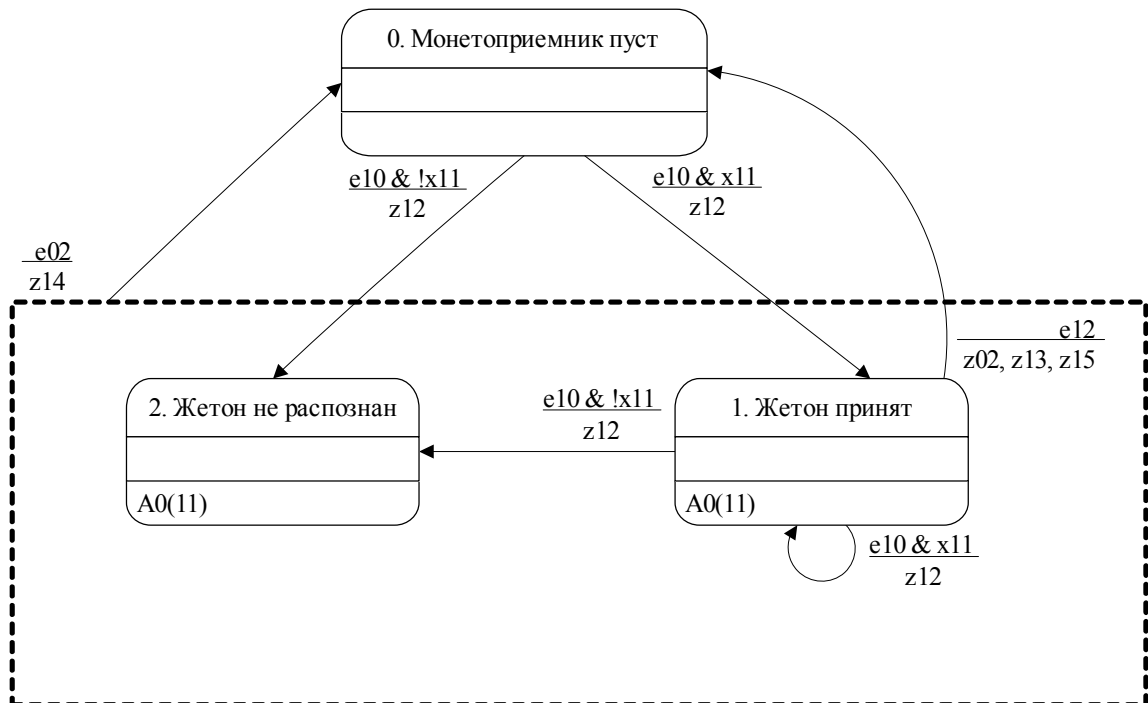 0. Монетоприемник пуст
e10 & !x11
z12
e10 & x11
z12
e02
z14
e12
z02, z13, z15
2. Жетон не распознан
A0(11)
e10 & !x11
z12
1. Жетон принят
A0(11)
e10 & x11
z12